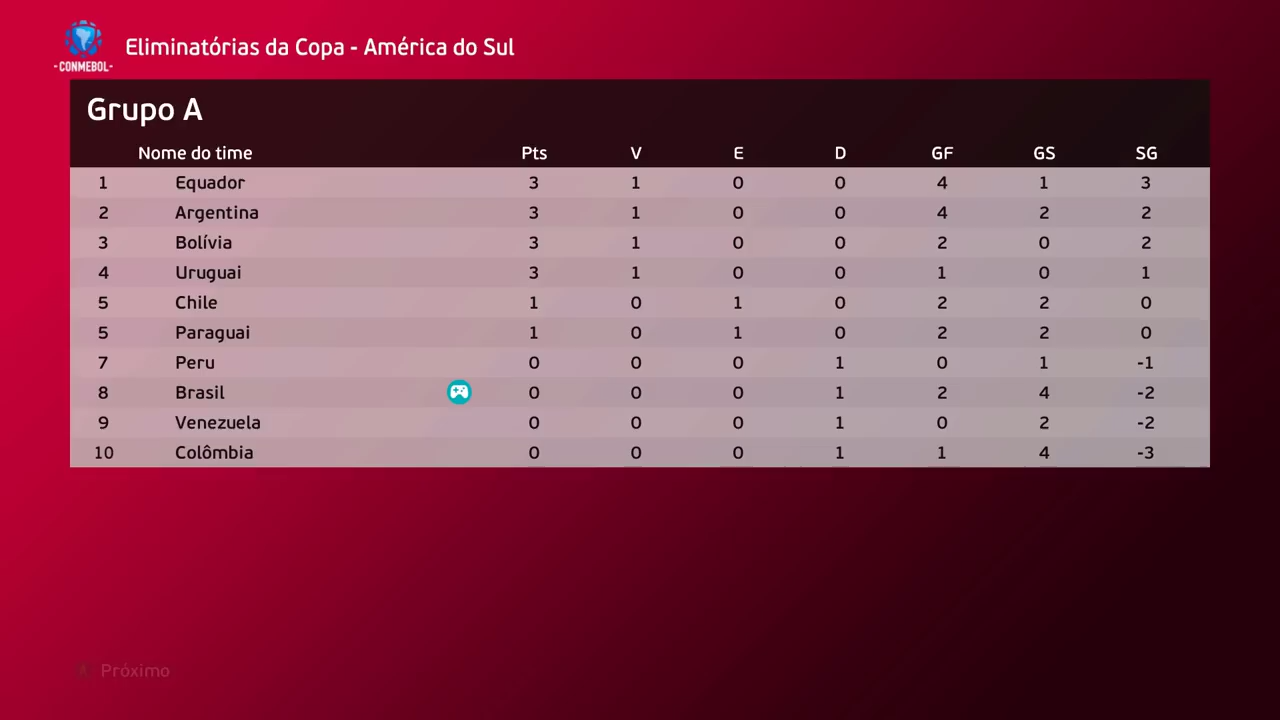 -CONMEBOL-
Eliminatórias da Copa - América do Sul
Grupo A
Nome do time Pts V E D GF GS SG
1 Equador 3 1 0 0 4 1 3
2 Argentina 3 1 0 0 4 2 2
3 Bolívia 3 1 0 0 2 0 2
4 Uruguai 3 1 0 0 1 0 1
5 Chile 1 0 1 0 2 2 0
5 Paraguai 1 0 1 0 2 2 0
7 Peru 0 0 0 1 0 1 -1
8 Brasil 0 0 0 1 2 4 -2
9 Venezuela 0 0 0 1 0 2 -2
10 Colômbia 0 0 0 1 1 4 -3
A Próximo